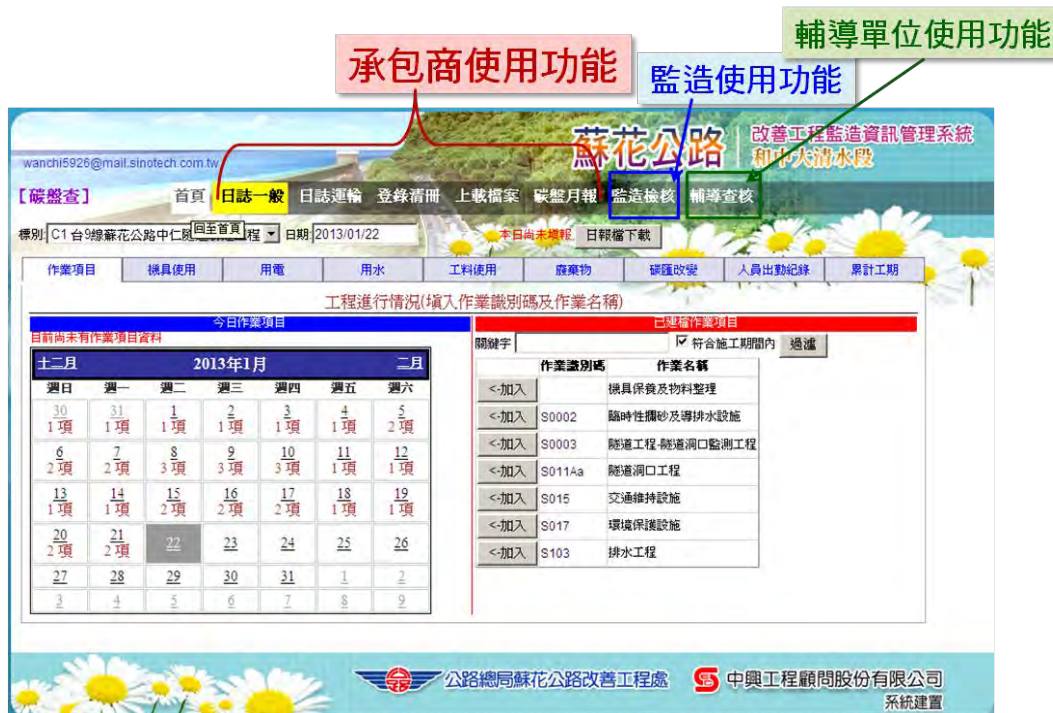 輔導單位使用功能
承包商使用功能
監造使用功能
蘇花公路 改善工程監造資訊管理系統
和中大清水段
wanchi5926@mail.sinotech.com.tw
【碳盤查】 首頁 日誌一般 日誌運輸 登錄清冊 上載檔案 碳盤月報 監造檢核 輔導查核
回至首頁
標別: C1 台9線蘇花公路中仁隧 程 日期: 2013/01/22 本日尚未填報 日報檔下載
作業項目 機具使用 用電 用水 工料使用 廢棄物 碳匯改變 人員出勤紀錄 累計工期
工程進行情況(填入作業識別碼及作業名稱)
今日作業項目 已建檔作業項目
目前尚未有作業項目資料
關鍵字 符合施工期間內 過濾
十二月 2013年1月 二月
週日 週一 週二 週三 週四 週五 週六
30 31 1 2 3 4 5
1 項 1 項 1 項 1 項 1 項 1 項 2 項
6 7 8 9 10 11 12
2 項 2 項 3 項 3 項 3 項 1 項 1 項
13 14 15 16 17 18 19
1 項 1 項 2 項 2 項 2 項 1 項 1 項
20 21 22 23 24 25 26
2 項 2 項
27 28 29 30 31 1 2
3 4 5 6 7 8 9
作業識別碼 作業名稱
<-加入 機具保養及物料整理
<-加入 S0002 臨時性攔砂及導排水設施
<-加入 S0003 隧道工程-隧道洞口監測工程
<-加入 S011Aa 隧道洞口工程
<-加入 S015 交通維持設施
<-加入 S017 環境保護設施
<-加入 S103 排水工程
公路總局蘇花公路改善工程處 中興工程顧問股份有限公司
系統建置